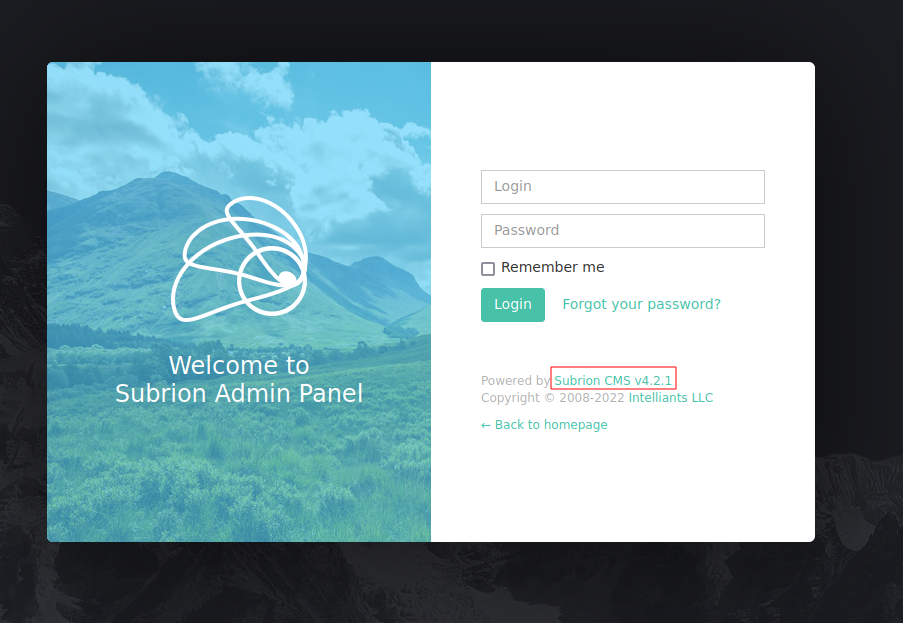 Welcome to
Subrion Admin Panel
Login
Password
Remember me
Login Forgot your password?
Powered by Subrion CMS v4.2.1
Copyright © 2008-2022 Intelliants LLC
← Back to homepage